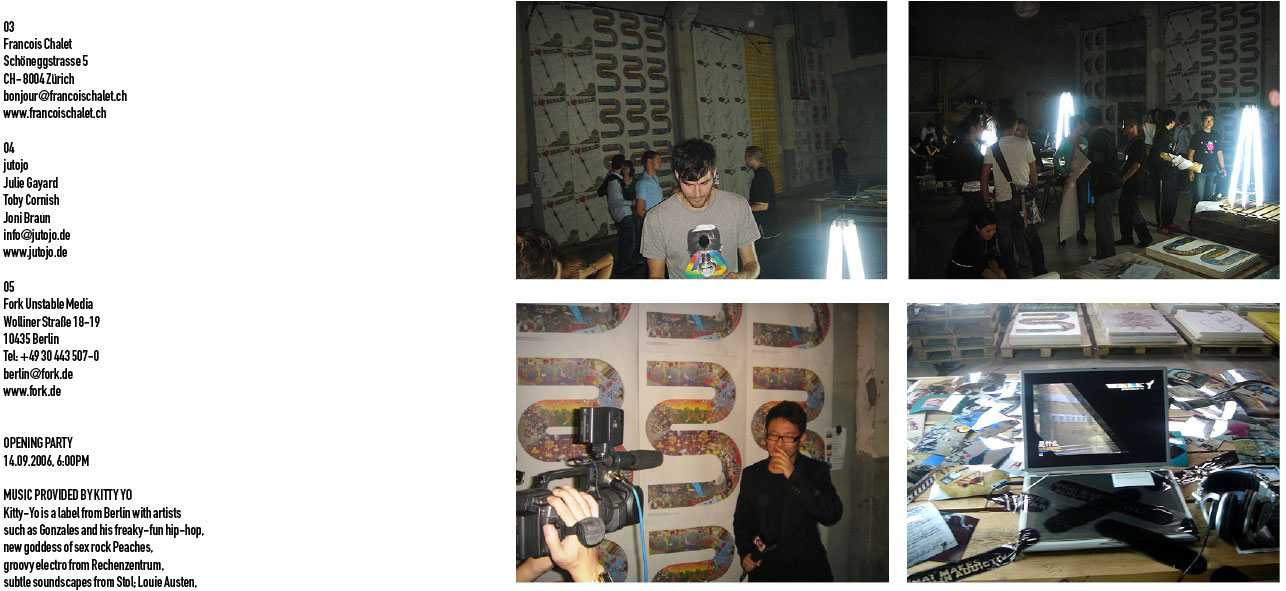 03
Francois Chalet
Schöneggstrasse 5
CH- 8004 Zürich
bonjour@francoischalet.ch
www.francoischalet.ch
04
jutojo
Julie Gayard
Toby Cornish
Joni Braun
info@jutojo.de
www.jutojo.de
05
Fork Unstable Media
Wolliner Straße 18-19
10435 Berlin
Tel: +49 30 443 507-0
berlin@fork.de
www.fork.de
OPENING PARTY
14.09.2006, 6:00PM
MUSIC PROVIDED BY KITTY YO
Kitty-Yo is a label from Berlin with artists
such as Gonzales and his freaky-fun hip-hop,
new goddess of sex rock Peaches,
groovy electro from Rechenzentrum,
subtle soundscapes from Stol; Louie Austen,
是什么